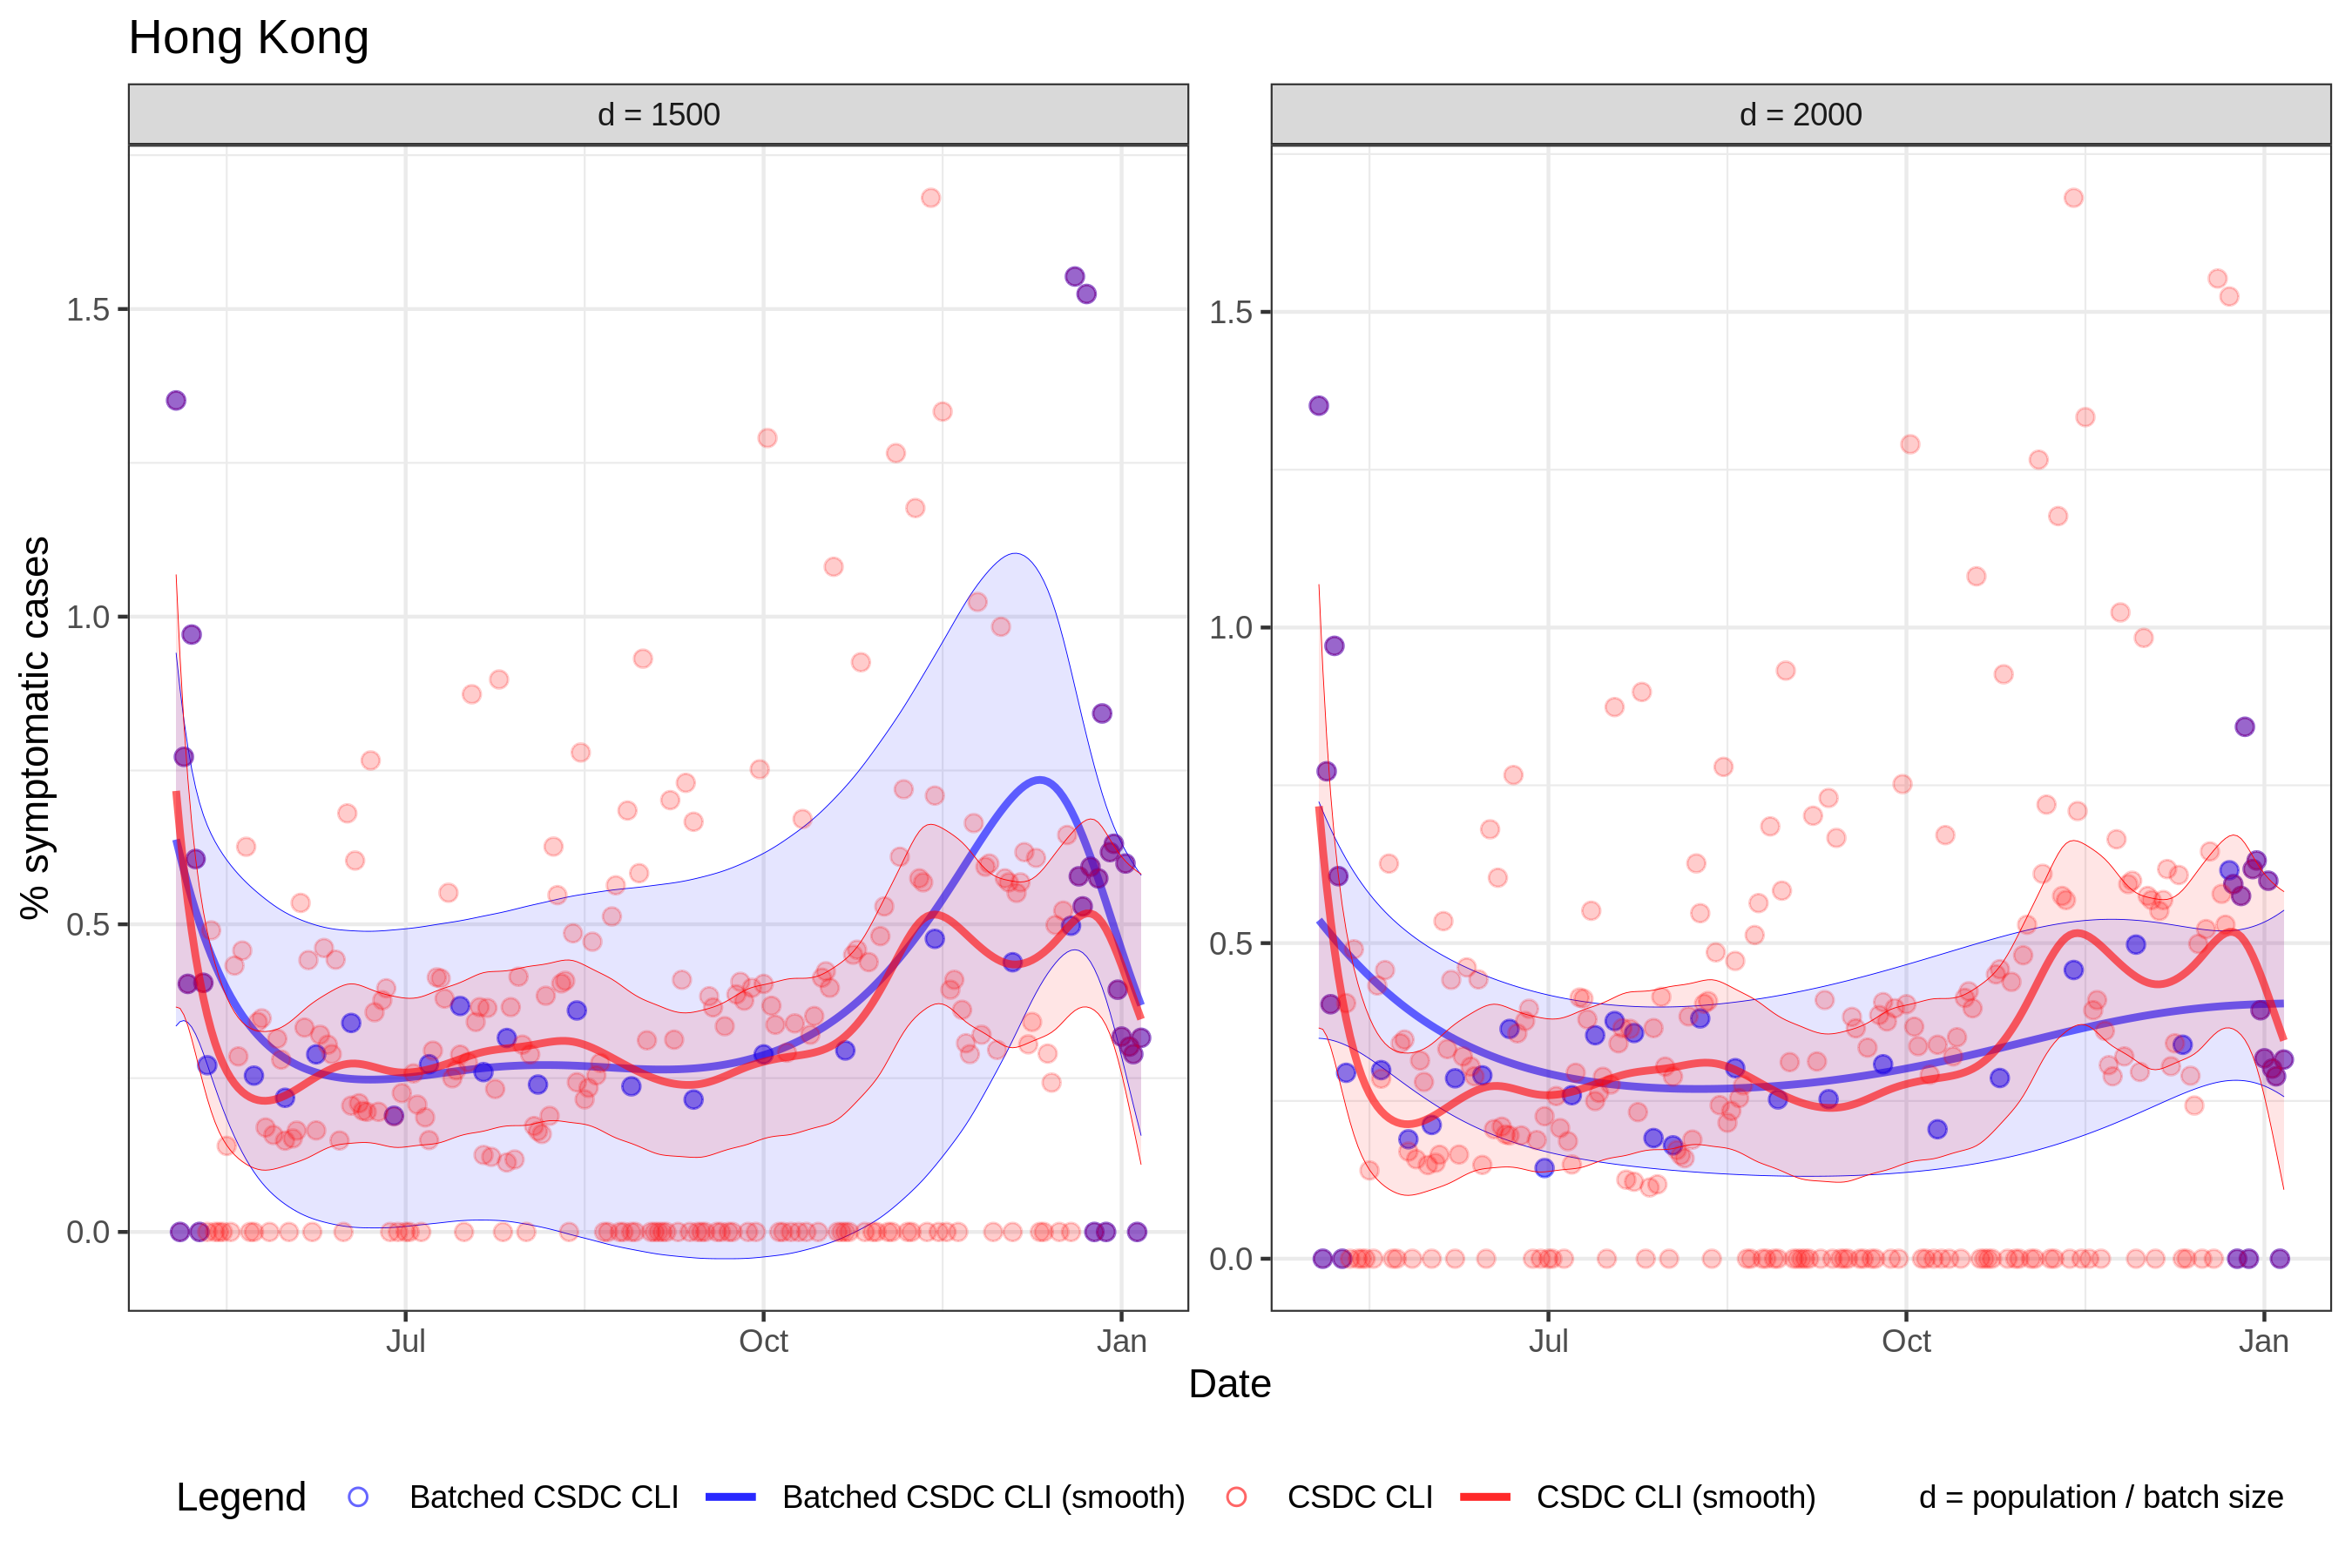 Hong Kong
d = 1500
d = 2000
% symptomatic cases
1.5
1.0
0.5
0.0
1.5
1.0
0.5
0.0
Jul
Oct
Jan
Jul
Oct
Jan
Date
Legend
Batched CSDC CLI
Batched CSDC CLI (smooth)
CSDC CLI
CSDC CLI (smooth)
d = population / batch size